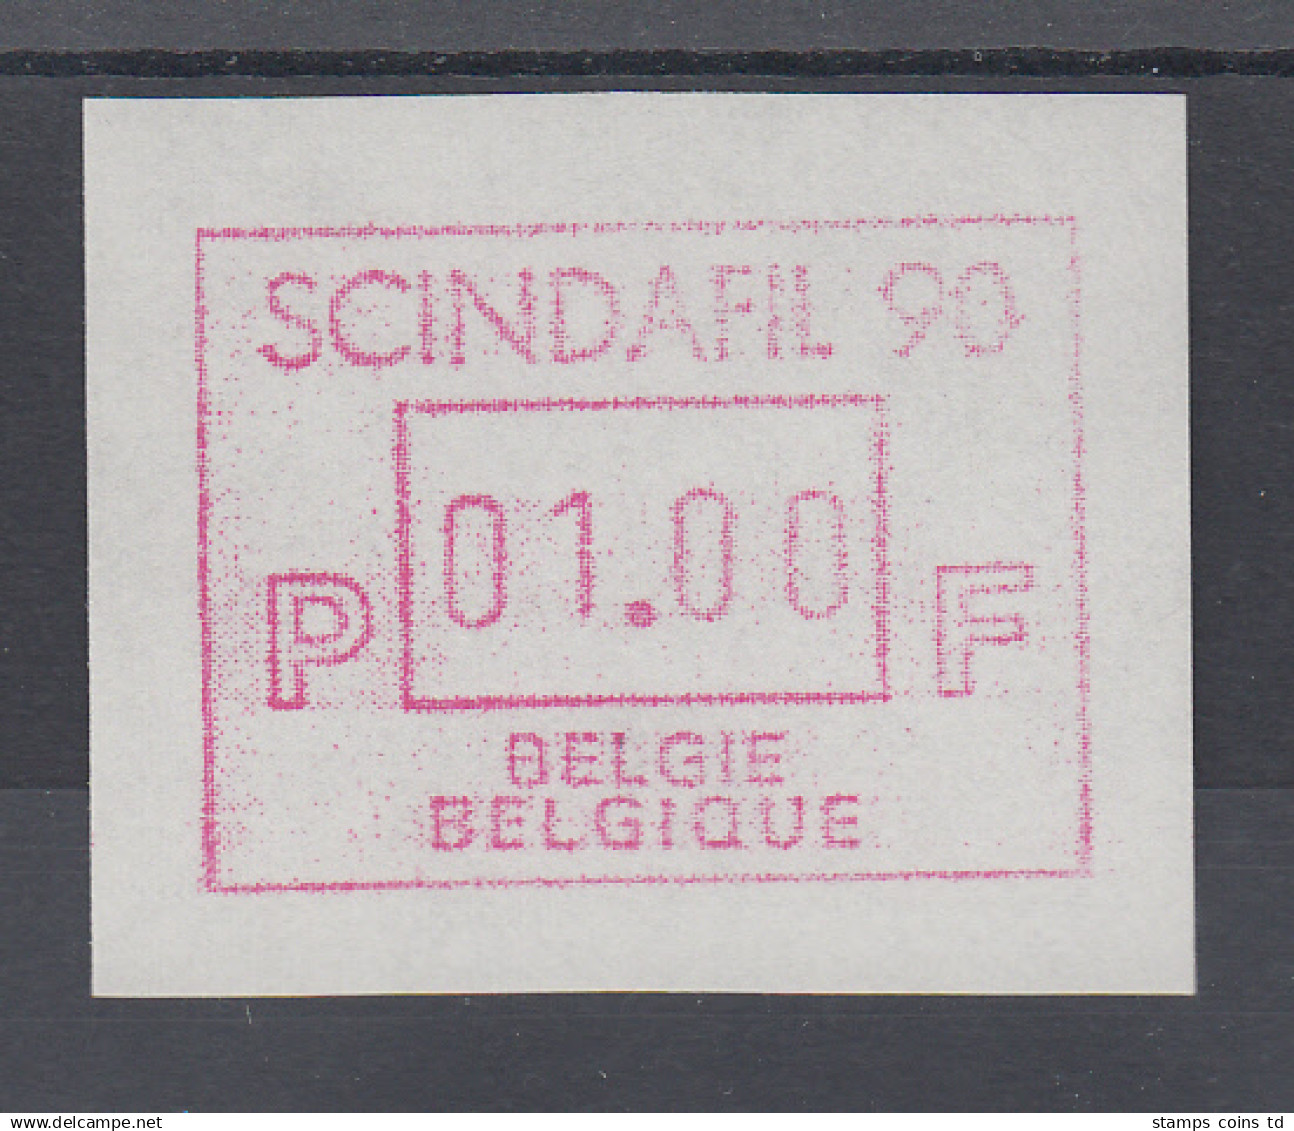 SCINDAFIL 90
P 01.00 F
BELGIE
BELGIQUE
www.delcampe.net
stamps coins td